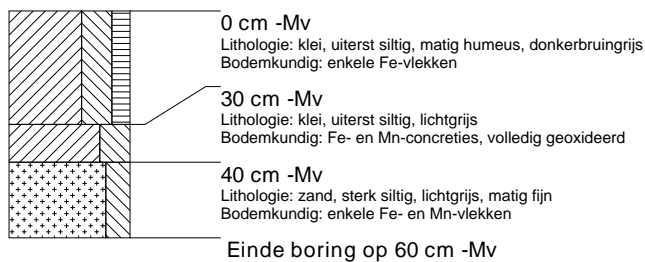 0 cm -Mv
Lithologie: klei, uiterst siltig, matig humeus, donkerbruingrijs
Bodemkundig: enkele Fe-vlekken
30 cm -Mv
Lithologie: klei, uiterst siltig, lichtgrijs
Bodemkundig: Fe- en Mn-concreties, volledig geoxideerd
40 cm -Mv
Lithologie: zand, sterk siltig, lichtgrijs, matig fijn
Bodemkundig: enkele Fe- en Mn-vlekken
Einde boring op 60 cm -Mv